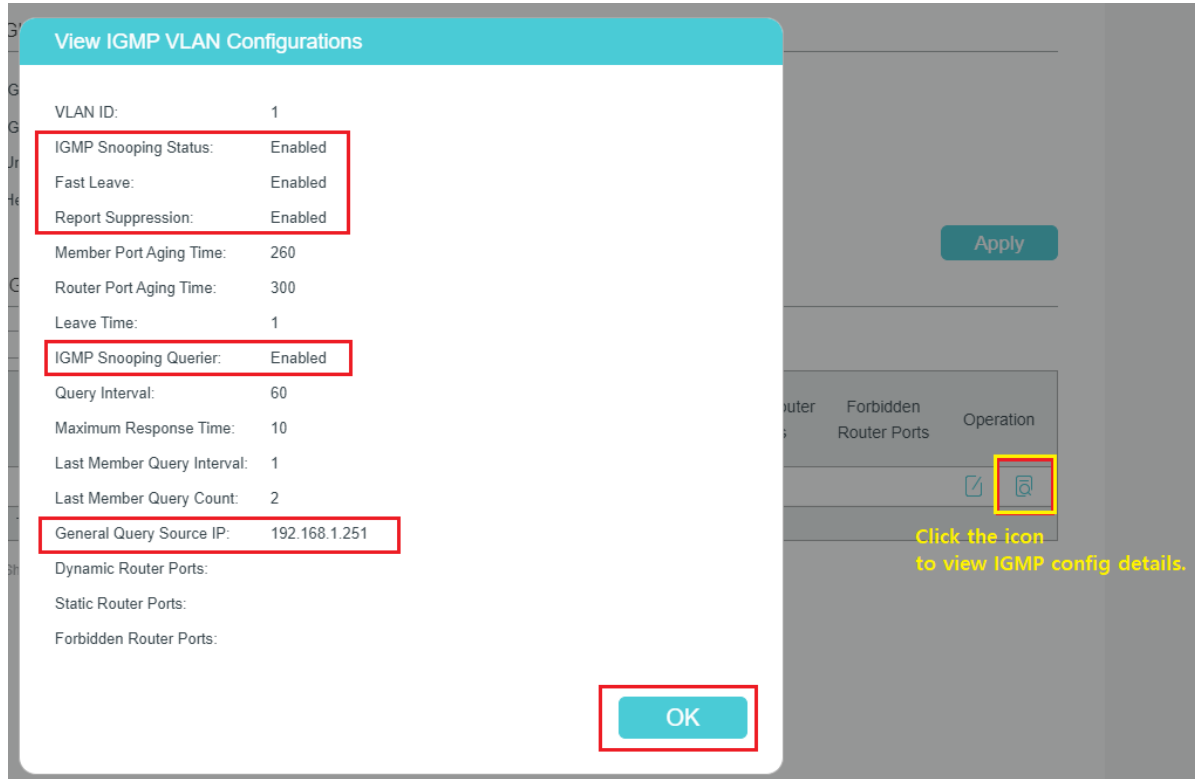 View IGMP VLAN Configurations
VLAN ID: 1
IGMP Snooping Status: Enabled
Fast Leave: Enabled
Report Suppression: Enabled
Member Port Aging Time: 260
Router Port Aging Time: 300
Leave Time: 1
IGMP Snooping Querier: Enabled
Query Interval: 60
Maximum Response Time: 10
Last Member Query Interval: 1
Last Member Query Count: 2
General Query Source IP: 192.168.1.251
Dynamic Router Ports:
Static Router Ports:
Forbidden Router Ports:
OK
Apply
Forbidden
Router Ports
Operation
Click the icon
to view IGMP config details.